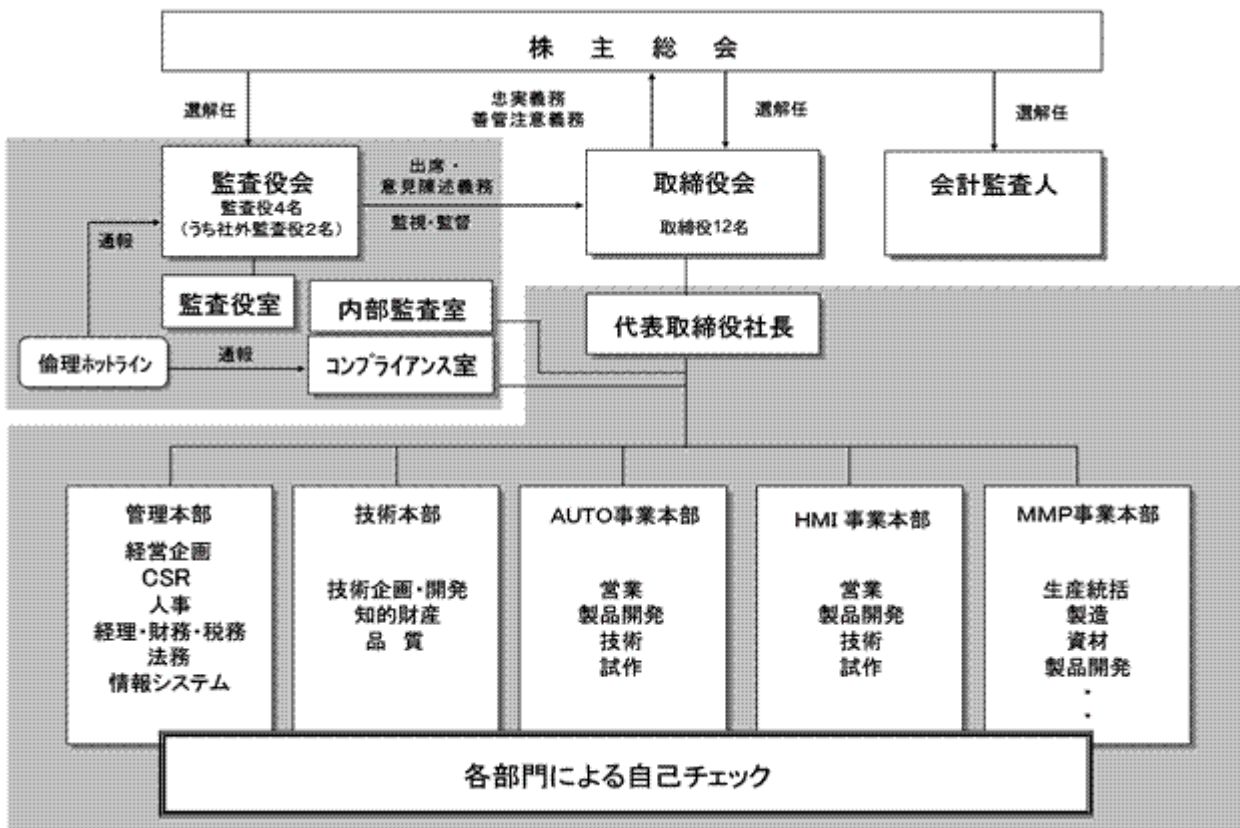 株 主 総 会
選解任
忠実義務
善管注意義務
選解任
選解任
監査役会
監査役4名
(うち社外監査役2名)
出席・
意見陳述義務
監視・監督
取締役会
取締役12名
会計監査人
通報
監査役室
内部監査室
代表取締役社長
倫理ホットライン
通報
コンプライアンス室
管理本部
経営企画
CSR
人事
経理・財務・税務
法務
情報システム
技術本部
技術企画・開発
知的財産
品 質
AUTO事業本部
営業
製品開発
技術
試作
HMI 事業本部
営業
製品開発
技術
試作
MMP事業本部
生産統括
製造
資材
製品開発
・
・
各部門による自己チェック